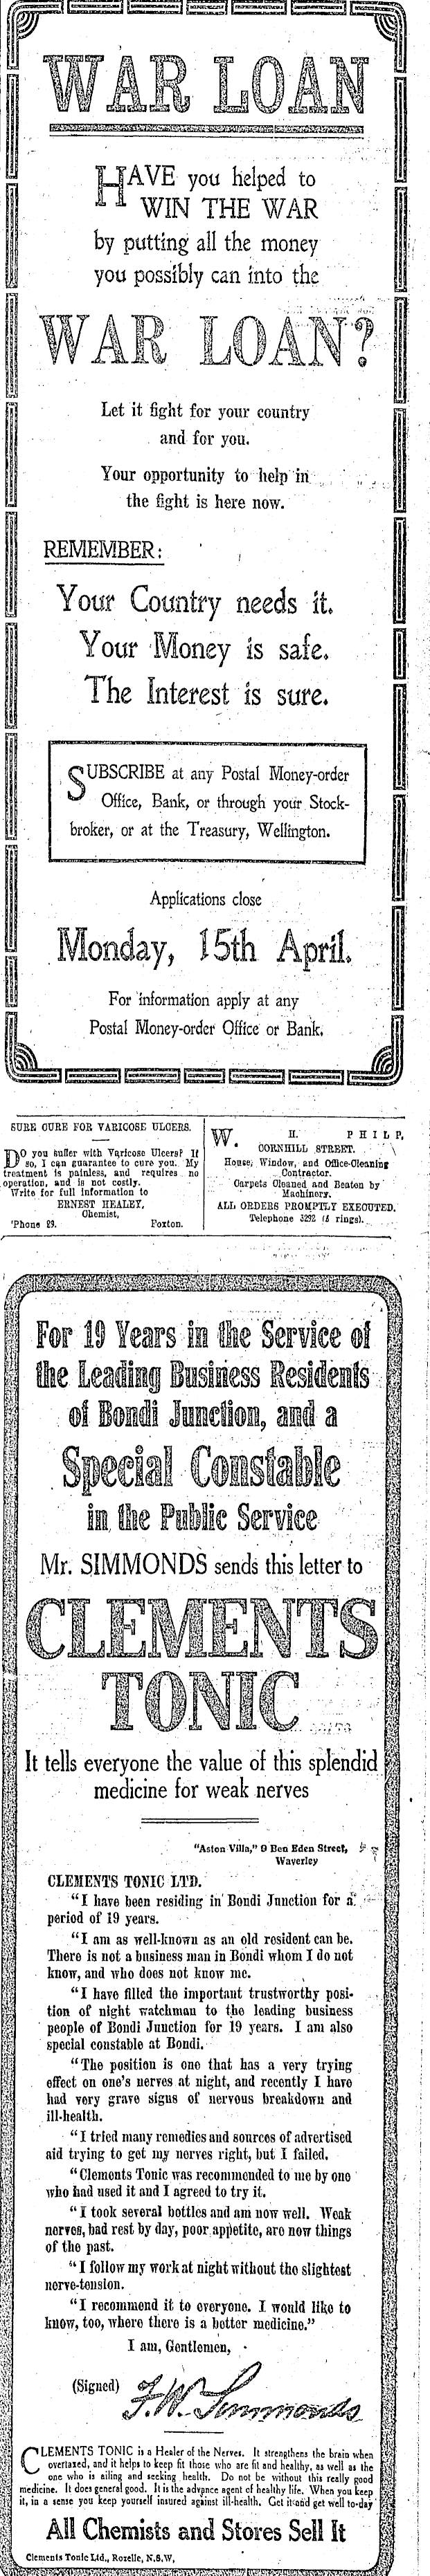 WAR LOAN
HAVE you helped to
WIN THE WAR
by putting all the money
you possibly can into the
WAR LOAN?
Let it fight for your country
and for you.
Your opportunity to help in
the fight is here now.
REMEMBER:
Your Country needs it.
Your Money is safe.
The Interest is sure.
SUBSCRIBE at any Postal Money-order
Office, Bank, or through your Stock-
broker, or at the Treasury, Wellington.
Applications close
Monday, 15th April.
For information apply at any
Postal Money-order Office or Bank.
SURE CURE FOR VARICOSE ULCERS.
DO you suffer with Varicose Ulcers? If
so, I can guarantee to cure you. My
treatment is painless, and requires no
operation, and is not costly.
Write for full information to
ERNEST HEALEY,
Chemist,
'Phone 29. Foxton.
W. H. PHILP,
CORNHILL STREET.
House, Window, and Office-Cleaning
Contractor.
Carpets Cleaned and Beaten by
Machinery.
ALL ORDERS PROMPTLY EXECUTED.
Telephone 3292 ( rings).
For 19 Years in the Service of
the Leading Business Residents
of Bondi Junction, and a
Special Constable
in the Public Service
Mr. SIMMONDS sends this letter to
CLEMENTS
TONIC
It tells everyone the value of this splendid
medicine for weak nerves
"Aston Villa," 9 Ben Eden Street,
Waverley
CLEMENTS TONIC LTD.
"I have been residing in Bondi Junction for a
period of 19 years.
"I am as well-known as an old resident can be.
There is not a business man in Bondi whom I do not
know, and who does not know me.
"I have filled the important trustworthy posi-
tion of night watchman to the leading business
people of Bondi Junction for 19 years. I am also
special constable at Bondi.
"The position is one that has a very trying
effect on one's nerves at night, and recently I have
had very grave signs of nervous breakdown and
ill-health.
"I tried many remedies and sources of advertised
aid trying to get my nerves right, but I failed.
"Clements Tonic was recommended to me by one
who had used it and I agreed to try it.
"I took several bottles and am now well. Weak
nerves, bad rest by day, poor appetite, are now things
of the past.
"I follow my work at night without the slightest
nerve-tension.
"I recommend it to everyone. I would like to
know, too, where there is a better medicine."
I am, Gentlemen,
(Signed) F. W. Simmonds
CLEMENTS TONIC is a Healer of the Nerves. It strengthens the brain when
overtaxed, and it helps to keep fit those who are fit and healthy, as well as the
one who is ailing and seeking health. Do not be without this really good
medicine. It does general good. It is the advance agent of healthy life. When you keep
it, in a sense you keep yourself insured against ill-health. Get it and get well to-day
All Chemists and Stores Sell It
Clements Tonic Ltd., Rozelle, N.S.W.